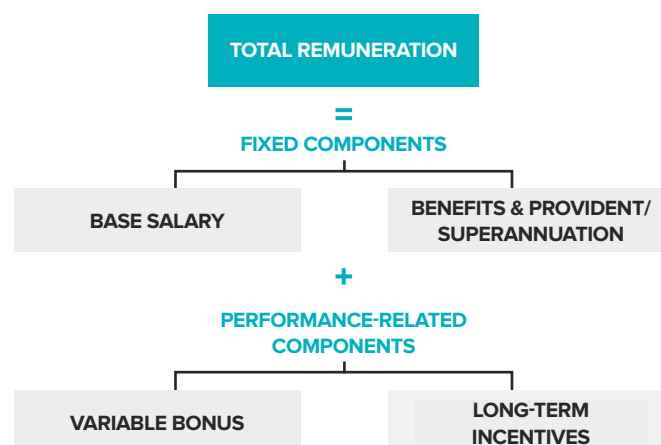 TOTAL REMUNERATION
=
FIXED COMPONENTS
BASE SALARY
BENEFITS & PROVIDENT/
SUPERANNUATION
+
PERFORMANCE-RELATED
COMPONENTS
VARIABLE BONUS
LONG-TERM
INCENTIVES